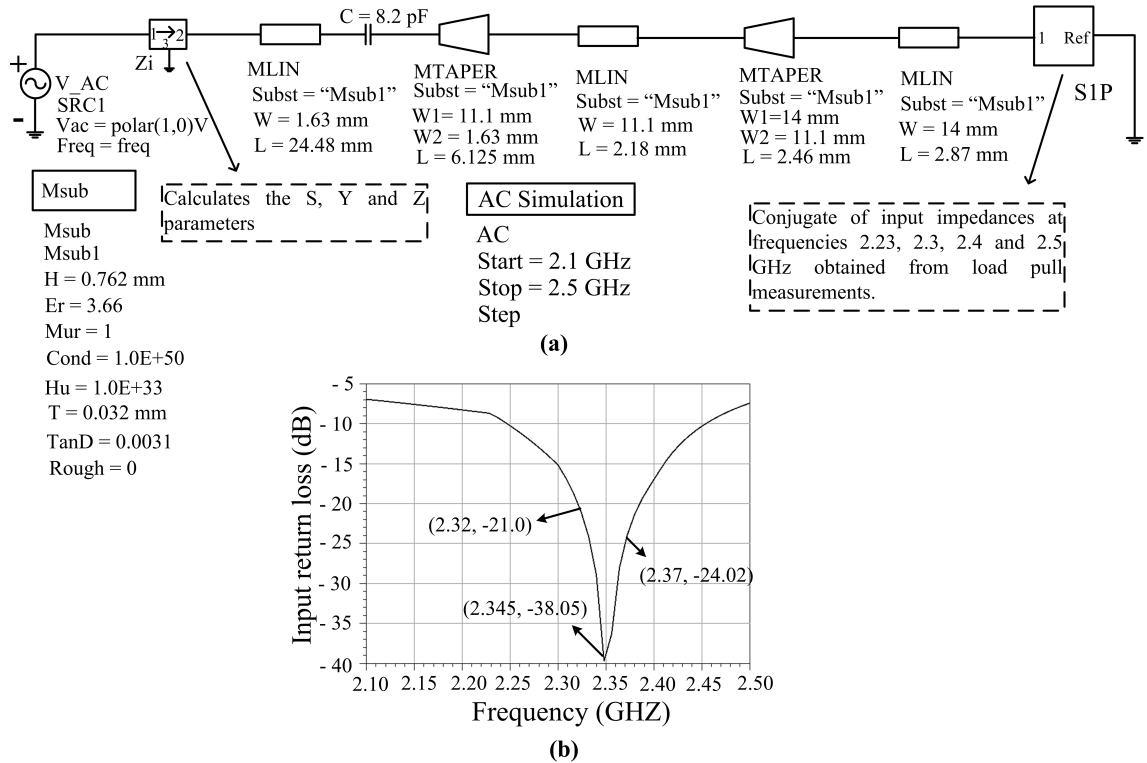 C = 8.2 pF
1 2
3
Zi
+
-
V_AC
SRC1
Vac = polar(1,0)V
Freq = freq
MLIN
Subst = “Msub1”
W = 1.63 mm
L = 24.48 mm
MTAPER
Subst = “Msub1”
W1= 11.1 mm
W2 = 1.63 mm
L = 6.125 mm
MLIN
Subst = “Msub1”
W = 11.1 mm
L = 2.18 mm
MTAPER
Subst = “Msub1”
W1=14 mm
W2 = 11.1 mm
L = 2.46 mm
MLIN
Subst = “Msub1”
W = 14 mm
L = 2.87 mm
1 Ref
S1P
Msub
Msub
Msub1
H = 0.762 mm
Er = 3.66
Mur = 1
Cond = 1.0E+50
Hu = 1.0E+33
T = 0.032 mm
TanD = 0.0031
Rough = 0
Calculates the S, Y and Z
parameters
AC Simulation
AC
Start = 2.1 GHz
Stop = 2.5 GHz
Step
Conjugate of input impedances at
frequencies 2.23, 2.3, 2.4 and 2.5
GHz obtained from load pull
measurements.
(a)
Input return loss (dB)
- 5
- 10
- 15
- 20
- 25
- 30
- 35
- 40
(2.32, -21.0)
(2.37, -24.02)
(2.345, -38.05)
2.10 2.15 2.20 2.25 2.30 2.35 2.40 2.45 2.50
Frequency (GHZ)
(b)